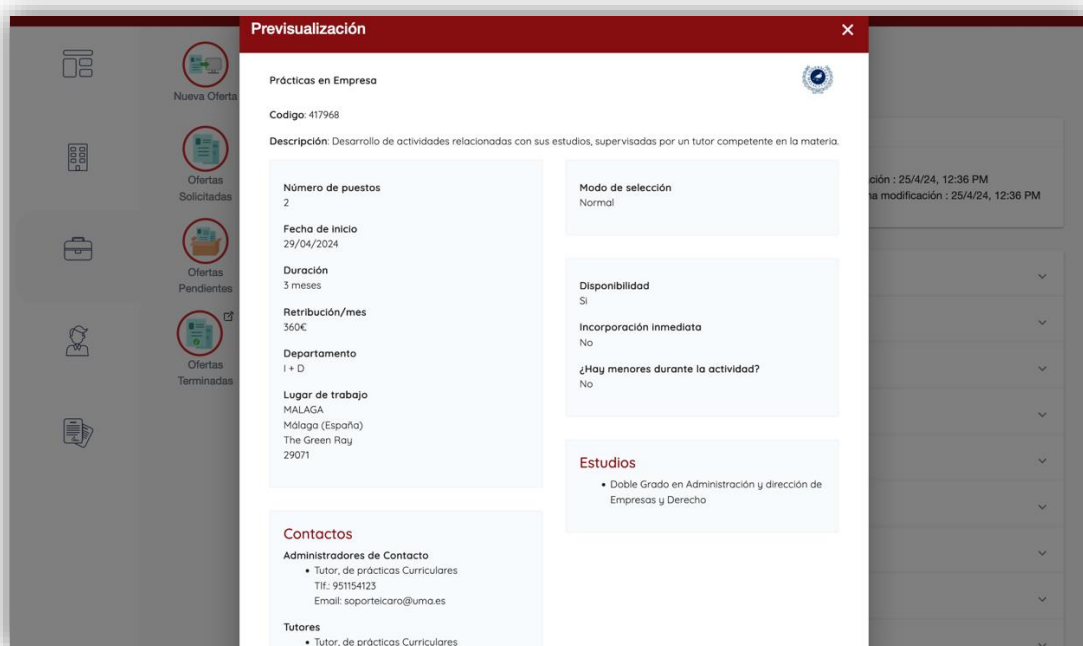 Previsualización
Prácticas en Empresa
Codigo: 417968
Descripción: Desarrollo de actividades relacionadas con sus estudios, supervisadas por un tutor competente en la materia.
Número de puestos
2
Fecha de inicio
29/04/2024
Duración
3 meses
Retribución/mes
360€
Departamento
I + D
Lugar de trabajo
MALAGA
Málaga (España)
The Green Ray
29071
Modo de selección
Normal
Disponibilidad
Si
Incorporación inmediata
No
¿Hay menores durante la actividad?
No
Estudios
• Doble Grado en Administración y dirección de
Empresas y Derecho
Contactos
Administradores de Contacto
• Tutor, de prácticas Curriculares
Tlf.: 951154123
Email: soporteicaro@uma.es
Tutores
• Tutor, de prácticas Curriculares
Nueva Oferta
Ofertas
Solicitadas
Ofertas
Pendientes
Ofertas
Terminadas
ción : 25/4/24, 12:36 PM
na modificación : 25/4/24, 12:36 PM